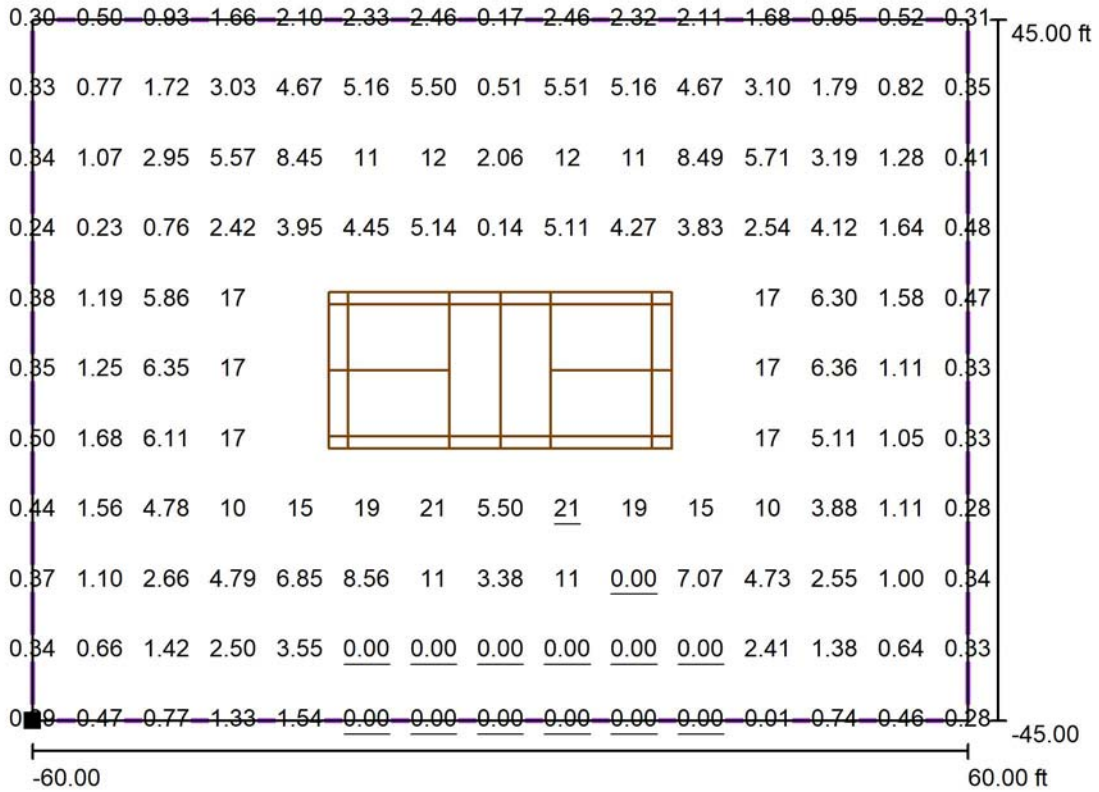 0.30 0.50 0.93 1.66 2.10 2.33 2.46 0.17 2.46 2.32 2.11 1.68 0.95 0.52 0.31
45.00 ft
0.33 0.77 1.72 3.03 4.67 5.16 5.50 0.51 5.51 5.16 4.67 3.10 1.79 0.82 0.35
0.34 1.07 2.95 5.57 8.45 11 12 2.06 12 11 8.49 5.71 3.19 1.28 0.41
0.24 0.23 0.76 2.42 3.95 4.45 5.14 0.14 5.11 4.27 3.83 2.54 4.12 1.64 0.48
0.38 1.19 5.86 17 17 6.30 1.58 0.47
0.35 1.25 6.35 17 17 6.36 1.11 0.33
0.50 1.68 6.11 17 17 5.11 1.05 0.33
0.44 1.56 4.78 10 15 19 21 5.50 21 19 15 10 3.88 1.11 0.28
0.37 1.10 2.66 4.79 6.85 8.56 11 3.38 11 0.00 7.07 4.73 2.55 1.00 0.34
0.34 0.66 1.42 2.50 3.55 0.00 0.00 0.00 0.00 0.00 0.00 2.41 1.38 0.64 0.33
0.47 0.77 1.33 1.54 0.00 0.00 0.00 0.00 0.00 0.00 0.01 0.74 0.46 0.28
-45.00
-60.00 60.00 ft